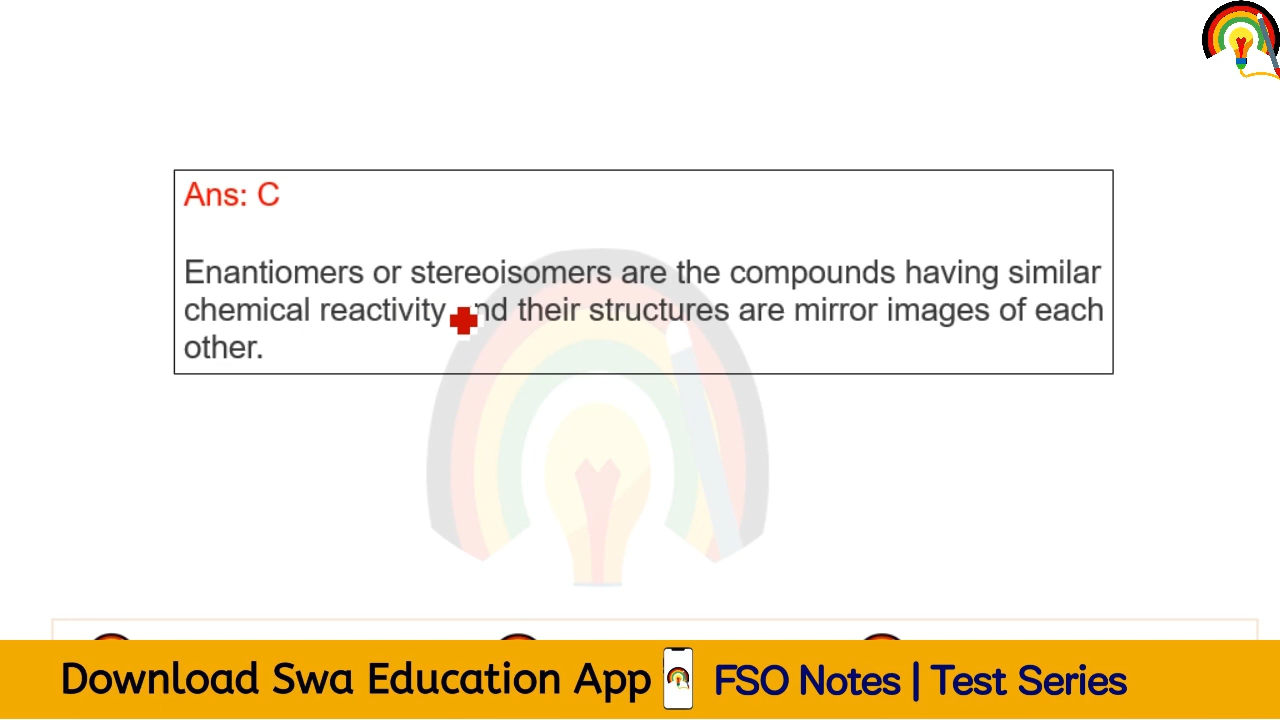 Ans: C
Enantiomers or stereoisomers are the compounds having similar
chemical reactivity nd their structures are mirror images of each
other.
Download Swa Education App FSO Notes | Test Series